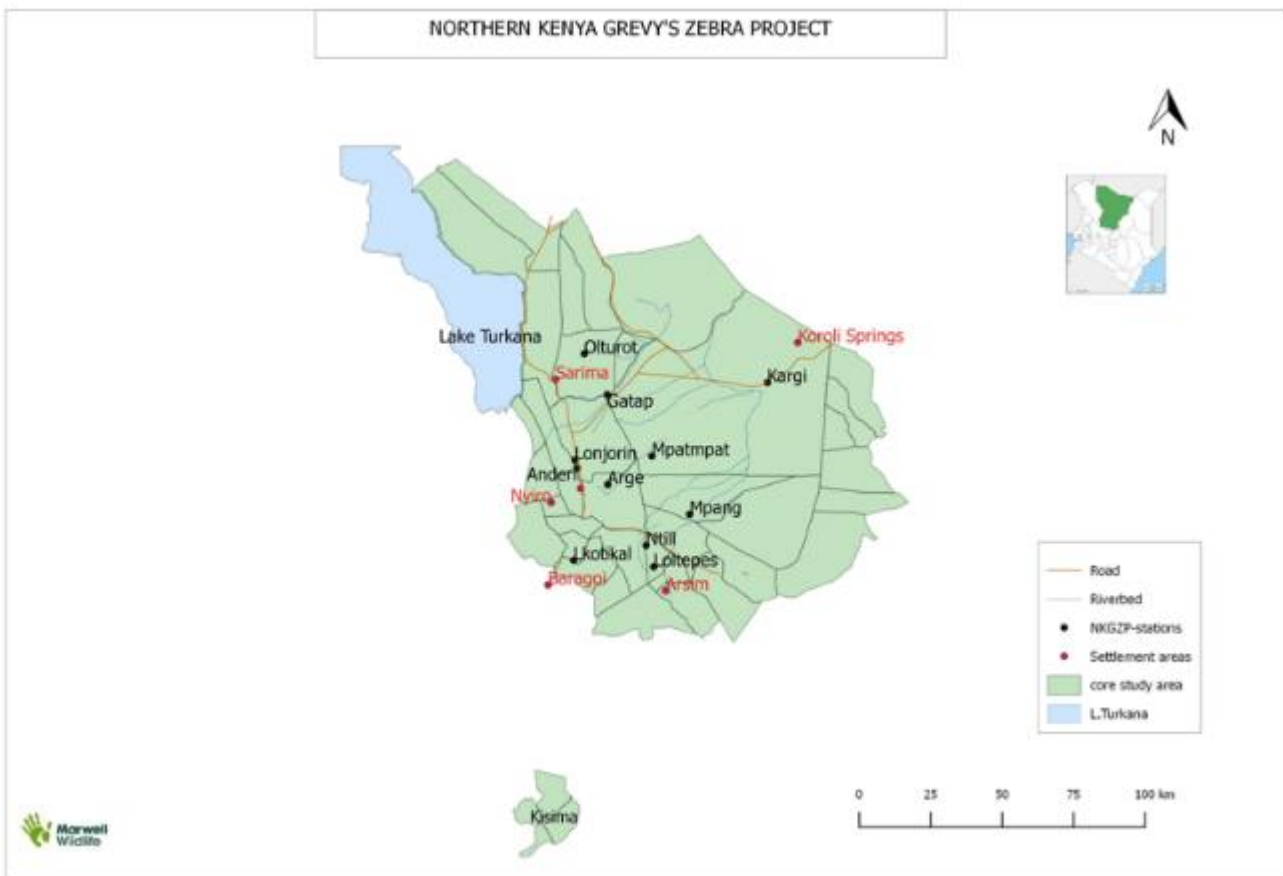 NORTHERN KENYA GREVY'S ZEBRA PROJECT
N
Lake Turkana
Olturot
Koroli Springs
Sarima
Kargi
Gatap
Lonjorin
Mpatmpat
Anderi
Arge
Nyiro
Mpang
Ntill
Lkobkal
Loltepes
Baragoi
Arsim
Road
Riverbed
NKGZP-stations
Settlement areas
core study area
L.Turkana
Kisima
0 25 50 75 100 km
Marwell
Wildlife